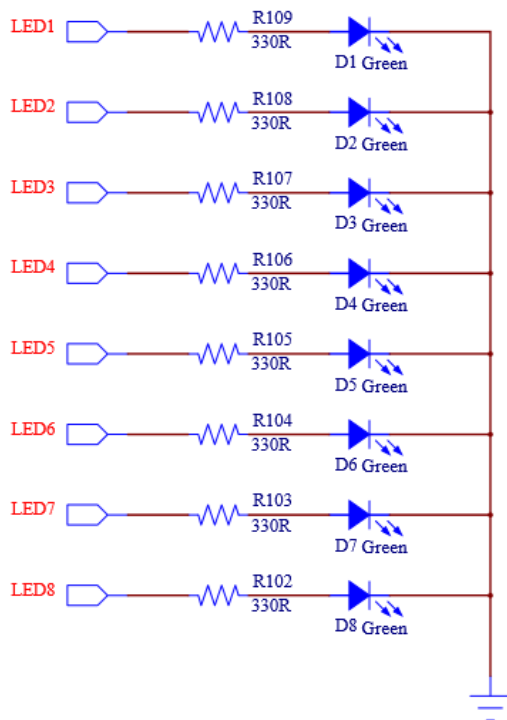 LED1
R109
330R
D1 Green
LED2
R108
330R
D2 Green
LED3
R107
330R
D3 Green
LED4
R106
330R
D4 Green
LED5
R105
330R
D5 Green
LED6
R104
330R
D6 Green
LED7
R103
330R
D7 Green
LED8
R102
330R
D8 Green